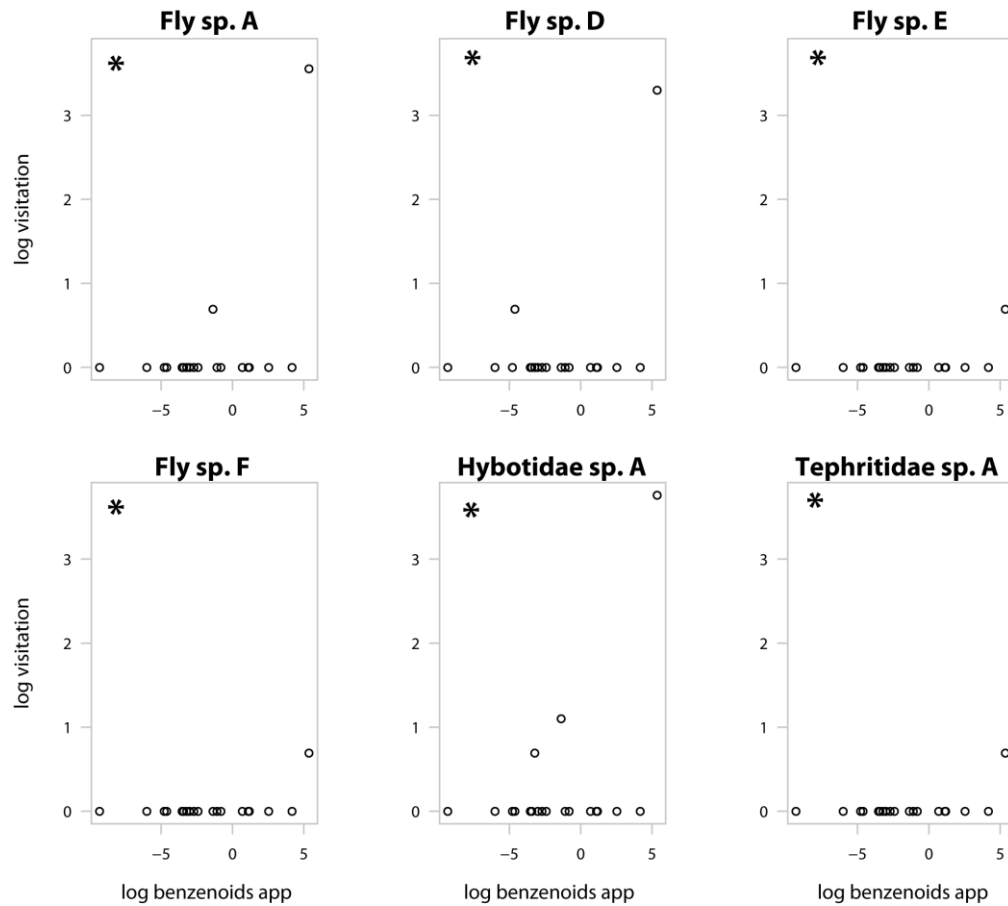 Fly sp. A Fly sp. D Fly sp. E
* * *
3 3 3
2 2 2
1 1 1
0 0 0
log visitation
−5 0 5 −5 0 5 −5 0 5
Fly sp. F Hybotidae sp. A Tephritidae sp. A
* * *
3 3 3
2 2 2
1 1 1
0 0 0
log visitation
−5 0 5 −5 0 5 −5 0 5
log benzenoids app log benzenoids app log benzenoids app